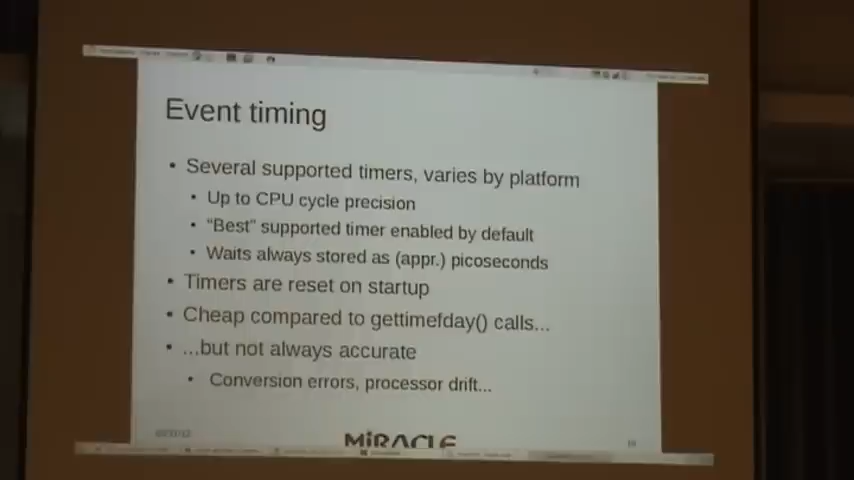 Event timing
• Several supported timers, varies by platform
• Up to CPU cycle precision
• "Best" supported timer enabled by default
• Waits always stored as (appr.) picoseconds
• Timers are reset on startup
• Cheap compared to gettimefday() calls...
• ...but not always accurate
• Conversion errors, processor drift...
MiRACLE